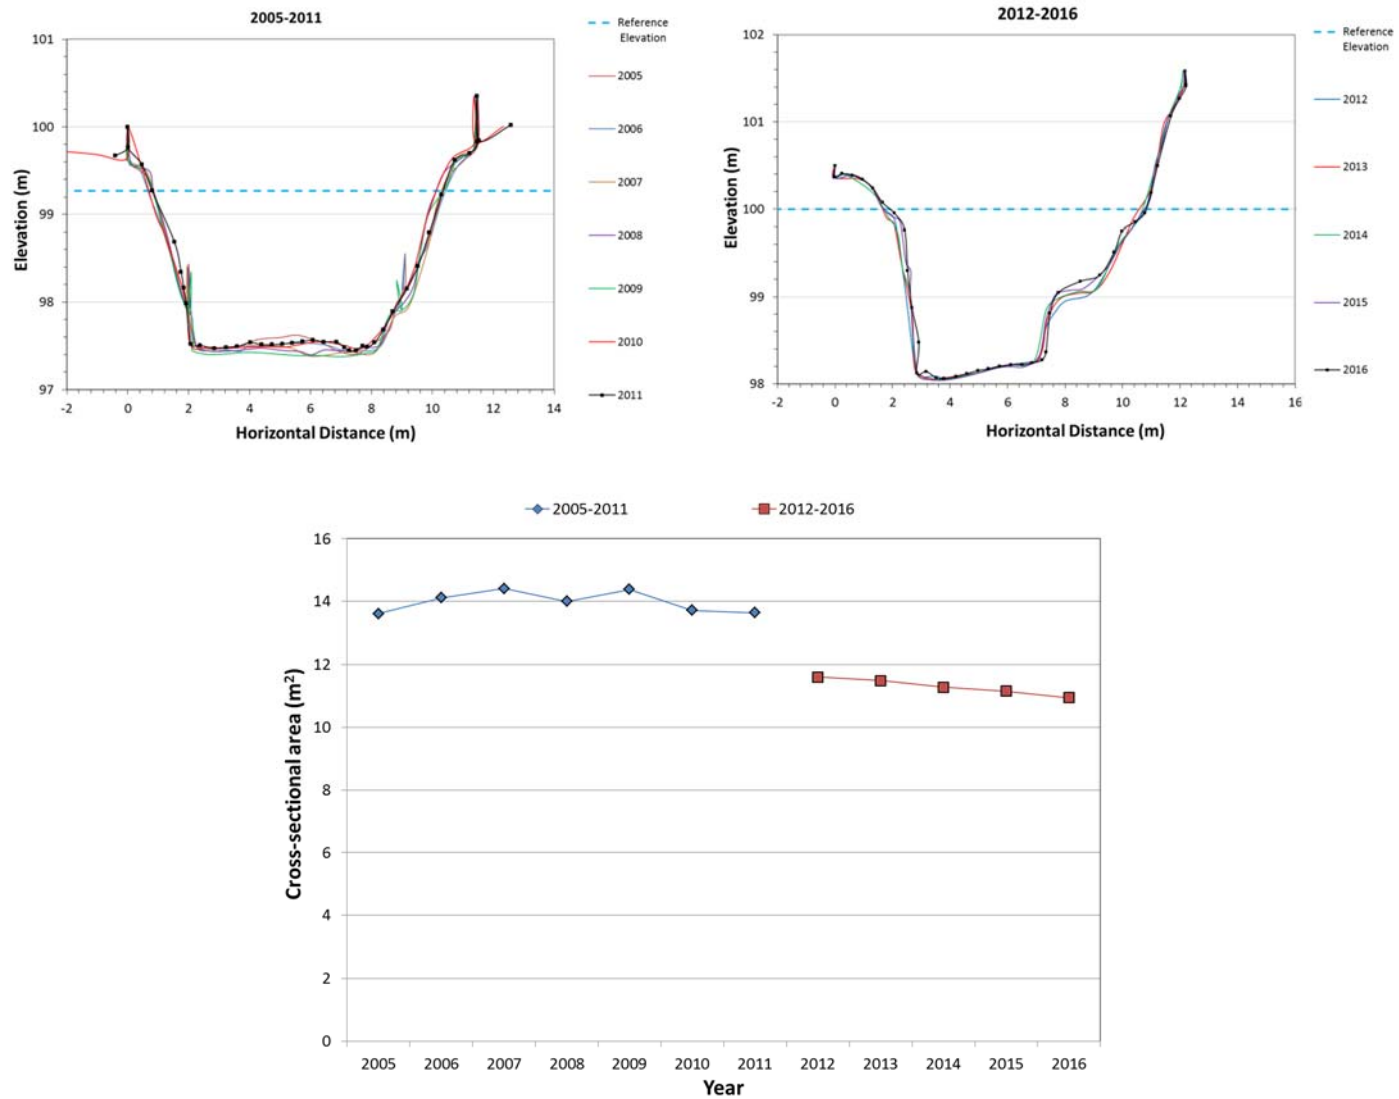 2005-2011
101
100
99
98
97
-2 0 2 4 6 8 10 12 14
Elevation (m)
Horizontal Distance (m)
Reference
Elevation
2005
2006
2007
2008
2009
2010
2011
2012-2016
102
101
100
99
98
-2 0 2 4 6 8 10 12 14 16
Elevation (m)
Horizontal Distance (m)
Reference
Elevation
2012
2013
2014
2015
2016
2005-2011 2012-2016
16
14
12
10
8
6
4
2
0
Cross-sectional area (m²)
2005 2006 2007 2008 2009 2010 2011 2012 2013 2014 2015 2016
Year